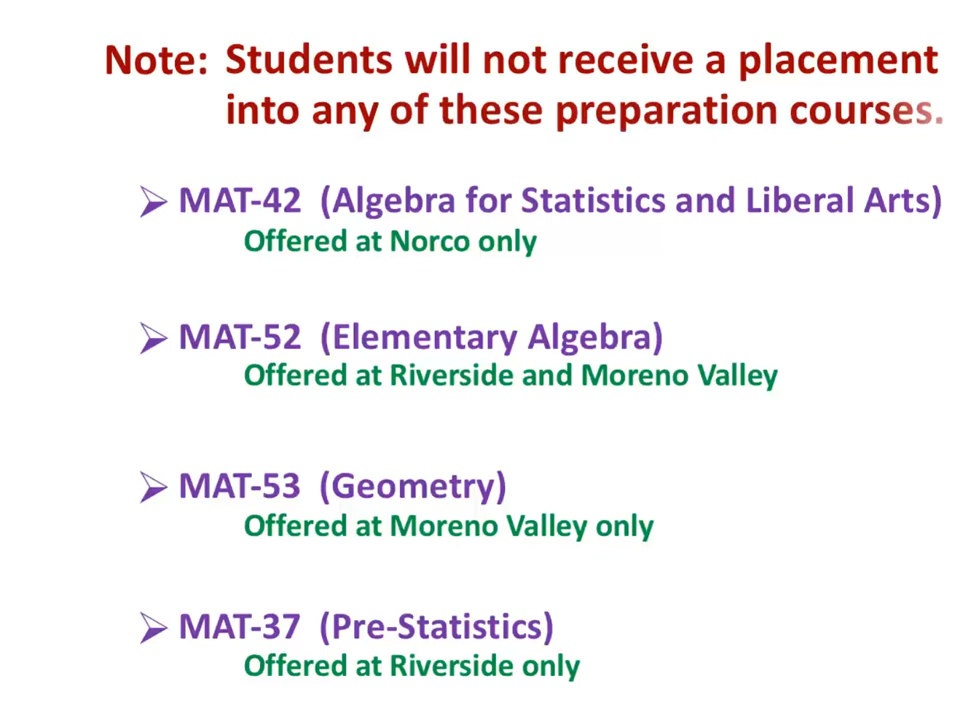 Note: Students will not receive a placement
into any of these preparation courses.
MAT-42 (Algebra for Statistics and Liberal Arts)
Offered at Norco only
MAT-52 (Elementary Algebra)
Offered at Riverside and Moreno Valley
MAT-53 (Geometry)
Offered at Moreno Valley only
MAT-37 (Pre-Statistics)
Offered at Riverside only